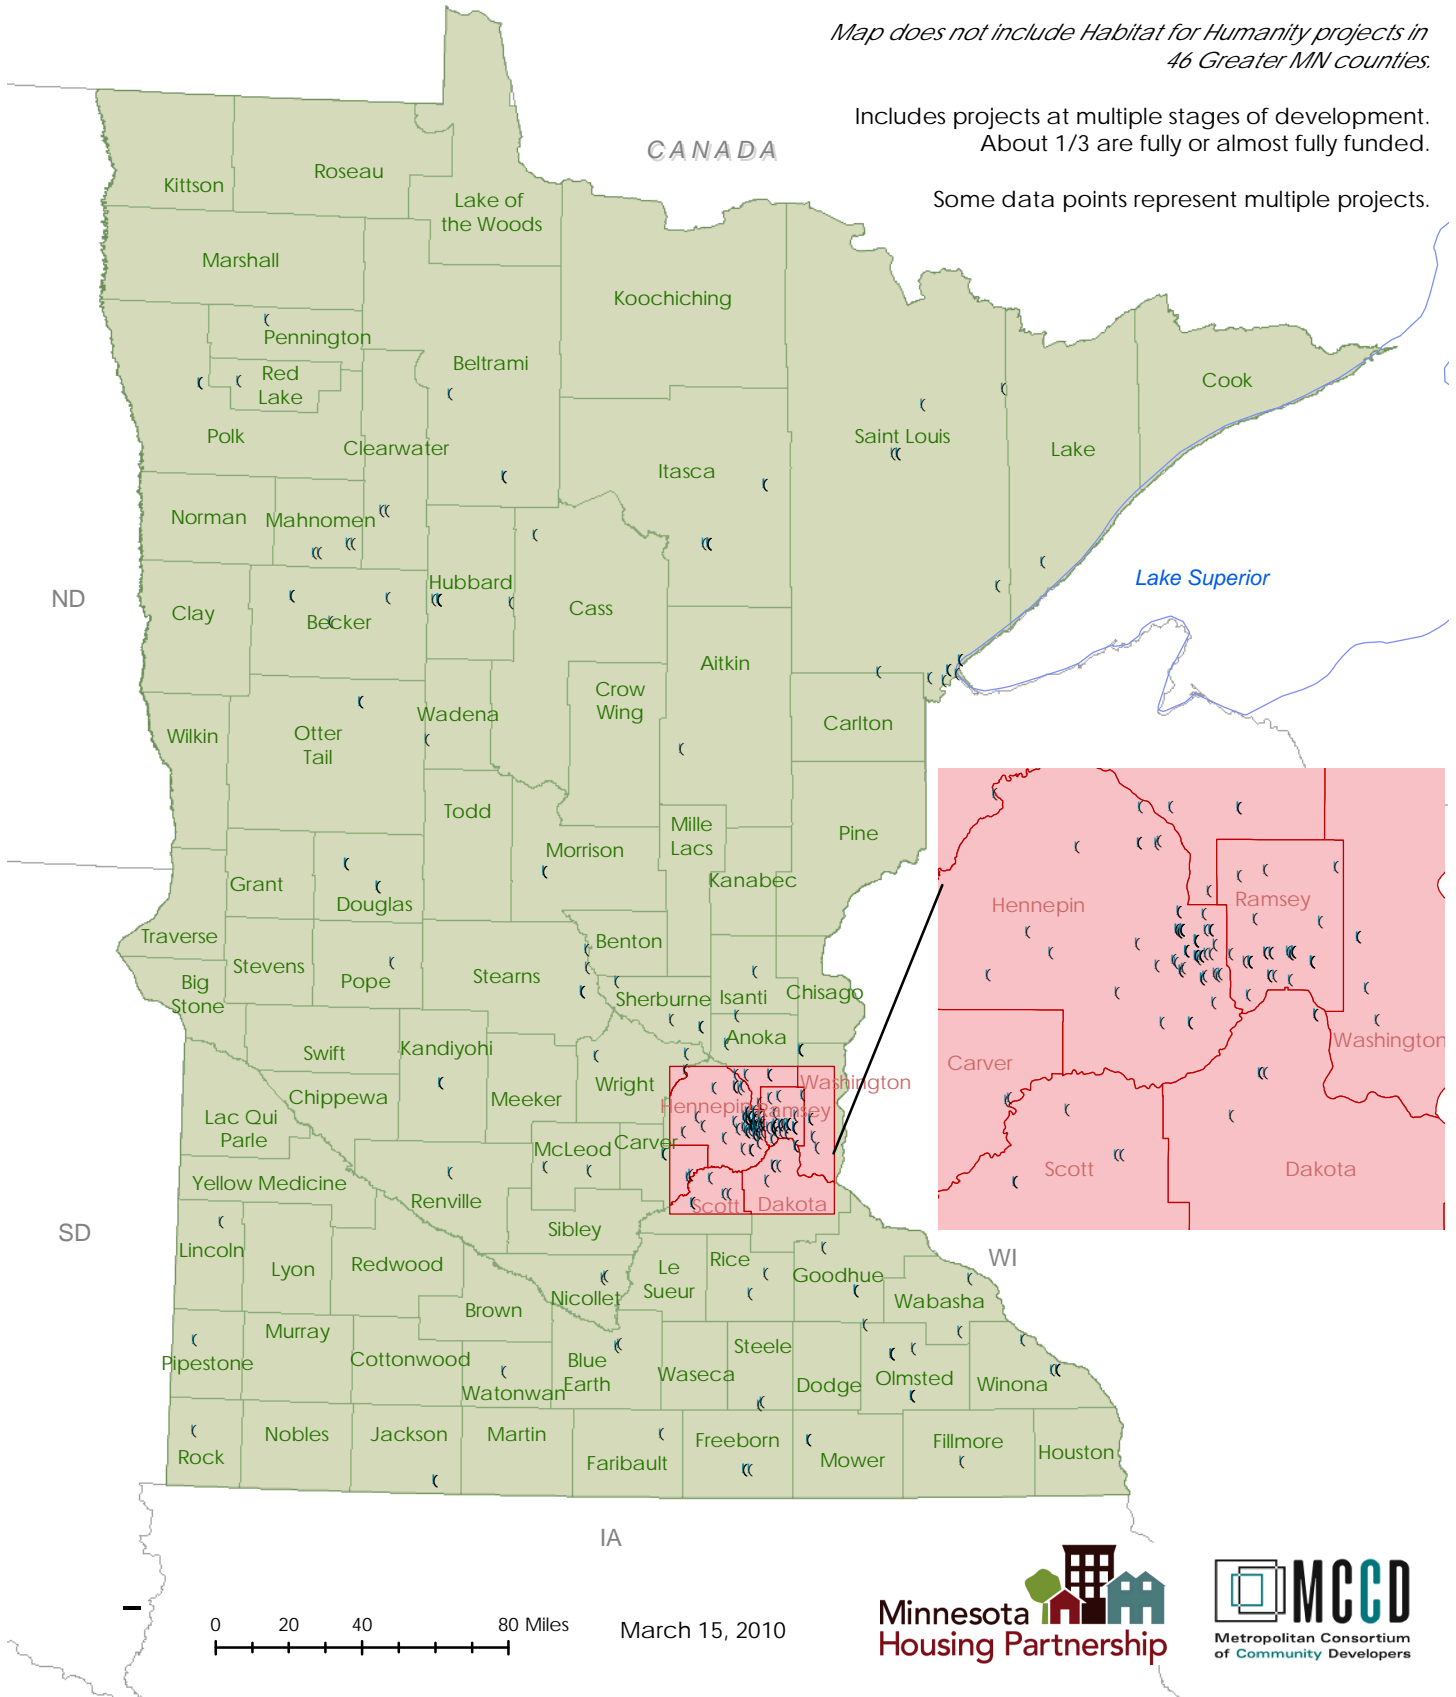 Map does not include Habitat for Humanity projects in
46 Greater MN counties.
Includes projects at multiple stages of development.
About 1/3 are fully or almost fully funded.
Some data points represent multiple projects.
CANADA
Kittson
Roseau
Lake of
the Woods
Marshall
Koochiching
Pennington
Red
Lake
Beltrami
Cook
Polk
Clearwater
Saint Louis
Lake
Itasca
Norman
Mahnomen
ND
Lake Superior
Hubbard
Clay
Becker
Cass
Aitkin
Crow
Wing
Wadena
Carlton
Wilkin
Otter
Tail
Todd
Mille
Lacs
Pine
Morrison
Kanabec
Grant
Douglas
Traverse
Benton
Stevens
Pope
Stearns
Big
Stone
Sherburne
Isanti
Chisago
Anoka
Swift
Kandiyohi
Wright
Washington
Chippewa
Meeker
Hennepin
Ramsey
Lac Qui
Parle
McLeod
Carver
Yellow Medicine
Renville
Scott
Dakota
Sibley
SD
Lincoln
Lyon
Redwood
Le
Sueur
Rice
Goodhue
WI
Nicollet
Wabasha
Brown
Murray
Pipestone
Cottonwood
Watonwan
Blue
Earth
Waseca
Steele
Dodge
Olmsted
Winona
Rock
Nobles
Jackson
Martin
Faribault
Freeborn
Mower
Fillmore
Houston
IA
Hennepin
Ramsey
Washington
Carver
Scott
Dakota
0 20 40 80 Miles
March 15, 2010
Minnesota
Housing Partnership
MCCD
Metropolitan Consortium
of Community Developers